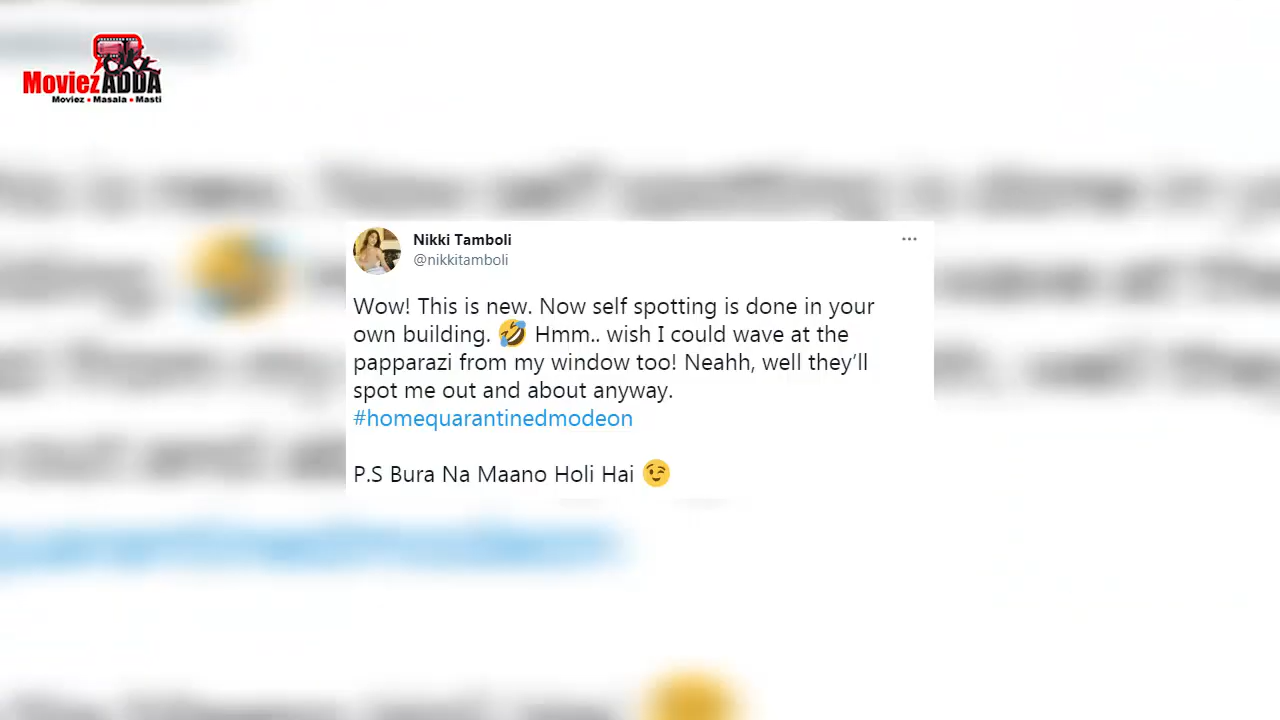 MoviezADDA
Moviez • Masala • Masti
Nikki Tamboli
@nikkitamboli
Wow! This is new. Now self spotting is done in your
own building. 🤣 Hmm.. wish I could wave at the
papparazi from my window too! Neahh, well they'll
spot me out and about anyway.
#homequarantinedmodeon
P.S Bura Na Maano Holi Hai 😉